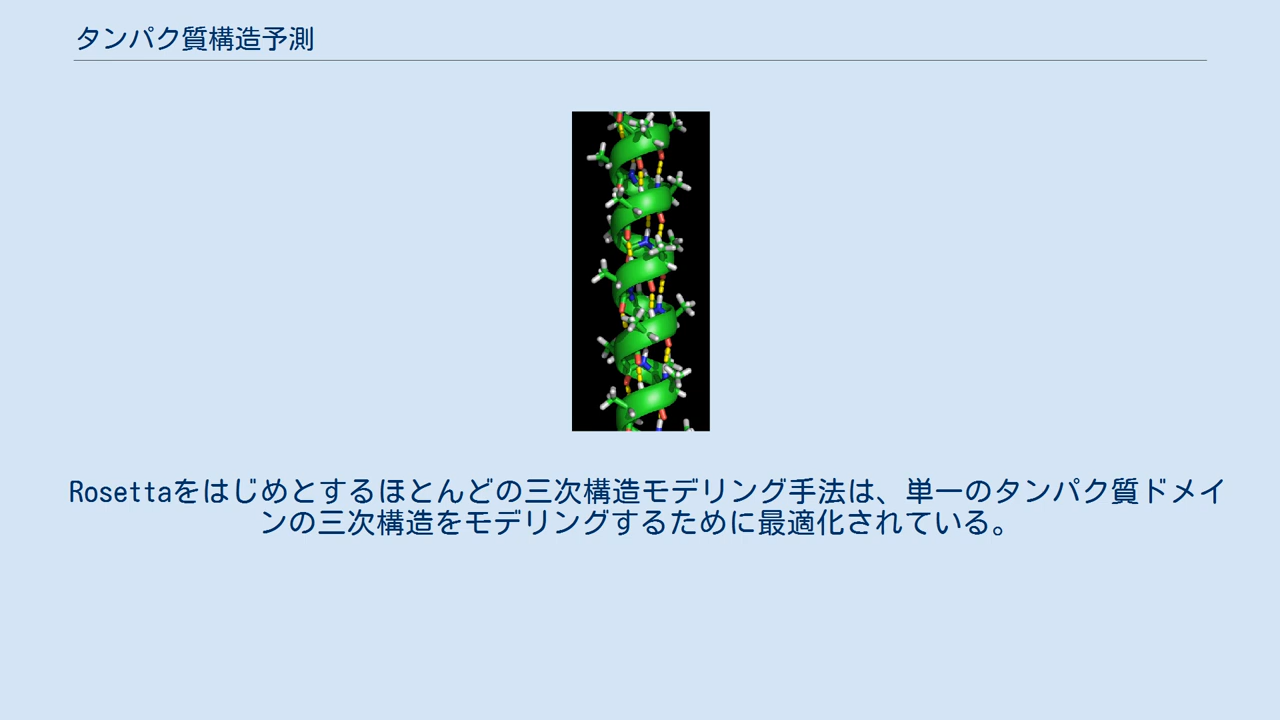 タンパク質構造予測
Rosettaをはじめとするほとんどの三次構造モデリング手法は、単一のタンパク質ドメイ
ンの三次構造をモデリングするために最適化されている。